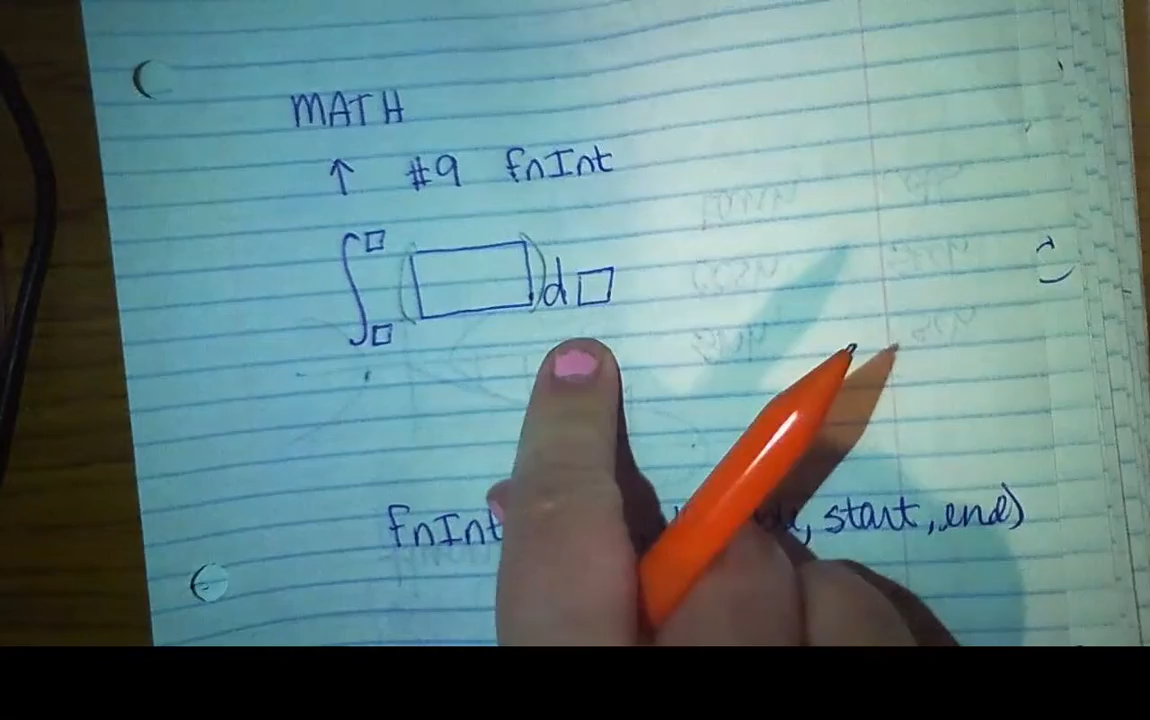 MATH
↑ #9 fnInt
∫□□(□)d□
fnInt , start, end)